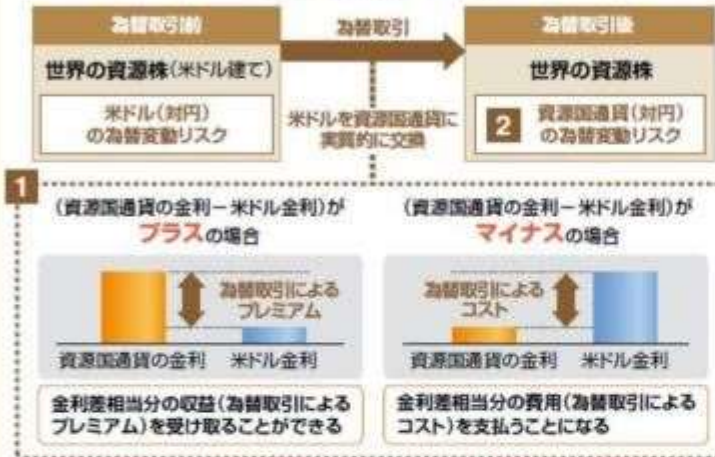 為替取引前
為替取引
為替取引後
世界の資源株(米ドル建て)
世界の資源株
米ドル(対円)
の為替変動リスク
米ドルを資源国通貨に
実質的に交換
2
資源国通貨(対円)
の為替変動リスク
1
(資源国通貨の金利-米ドル金利)が
プラスの場合
(資源国通貨の金利-米ドル金利)が
マイナスの場合
為替取引による
プレミアム
為替取引による
コスト
資源国通貨の金利
米ドル金利
資源国通貨の金利
米ドル金利
金利差相当分の収益(為替取引による
プレミアム)を受け取ることができる
金利差相当分の費用(為替取引による
コスト)を支払うことになる